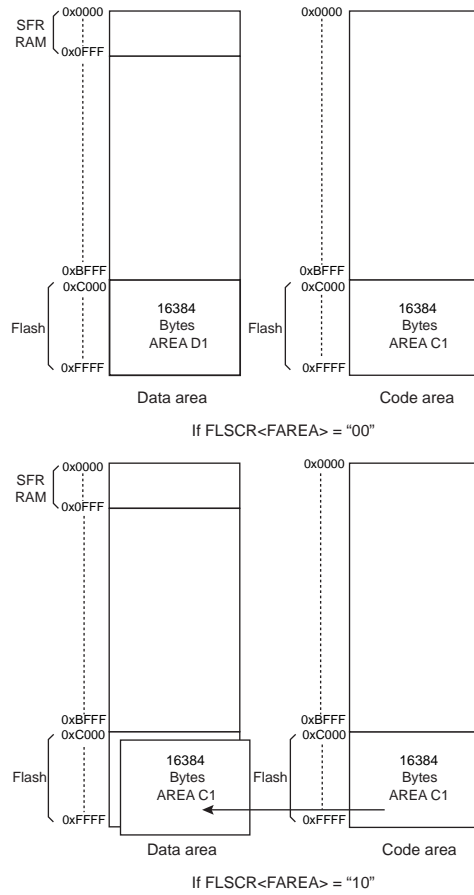 0x0000
SFR
RAM
0x0FFF
0xBFFF
0xC000
Flash
0xFFFF
16384
Bytes
AREA D1
Data area
0x0000
0xBFFF
0xC000
Flash
0xFFFF
16384
Bytes
AREA C1
Code area
If FLSCR<FAREA> = “00”
0x0000
SFR
RAM
0x0FFF
0xBFFF
0xC000
Flash
0xFFFF
16384
Bytes
AREA C1
Data area
0x0000
0xBFFF
0xC000
Flash
0xFFFF
16384
Bytes
AREA C1
Code area
If FLSCR<FAREA> = “10”